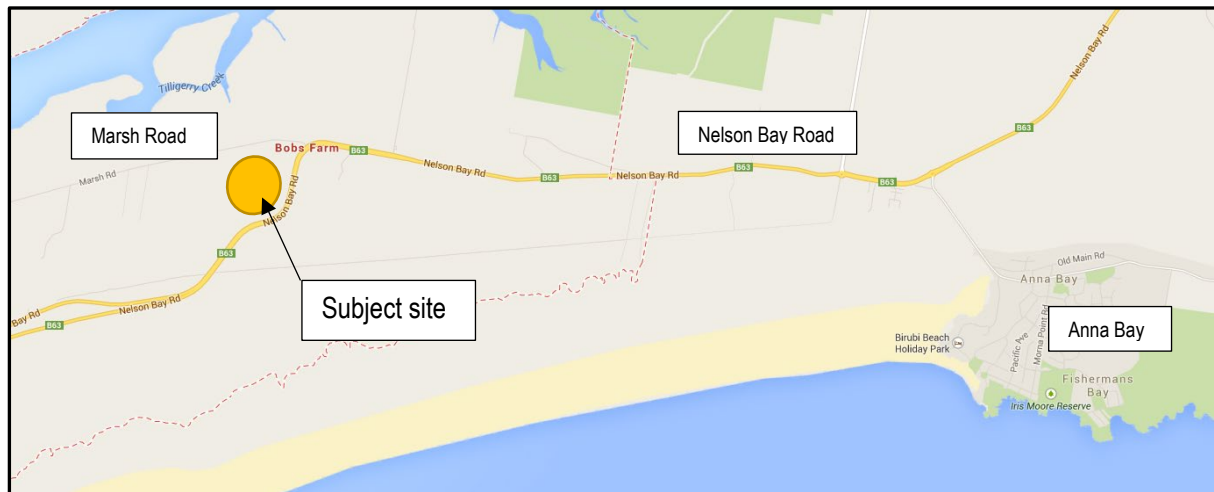 Tilligerry Creek
Marsh Road
Bobs Farm
Marsh Rd
B63
Nelson Bay Rd
B63
Nelson Bay Rd
Nelson Bay Road
B63
B63
Nelson Bay Rd
B63
Nelson Bay Rd
Nelson Bay Rd
B63
Bay Rd
B63
Nelson Bay Rd
Subject site
Old Main Rd
Anna Bay
Birubi Beach
Holiday Park
Pacific Ave
Morna Point Rd
Anna Bay
Fishermans
Bay
Iris Moore Reserve